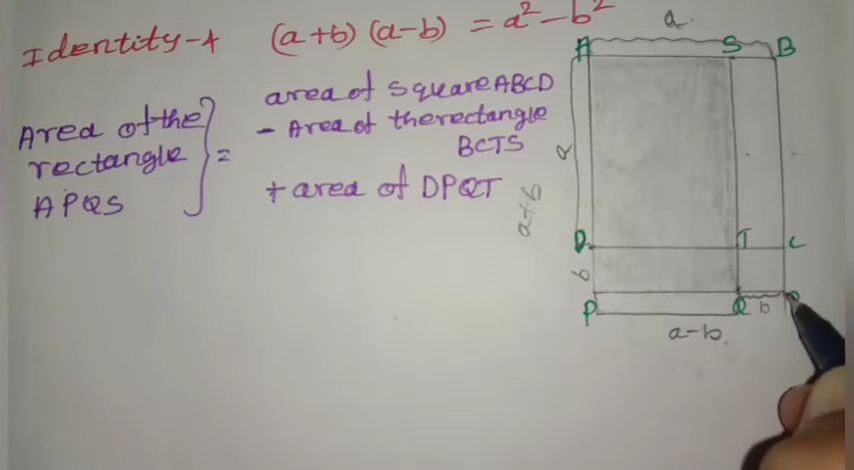 Identity-4 (a+b) (a-b) = a² - b²
Area of the
rectangle
APQS
=
area of square ABCD
- Area of the rectangle
BCTS
+ area of DPQT
a
A S B
a
a+b
D T C
b
P Q b
a-b